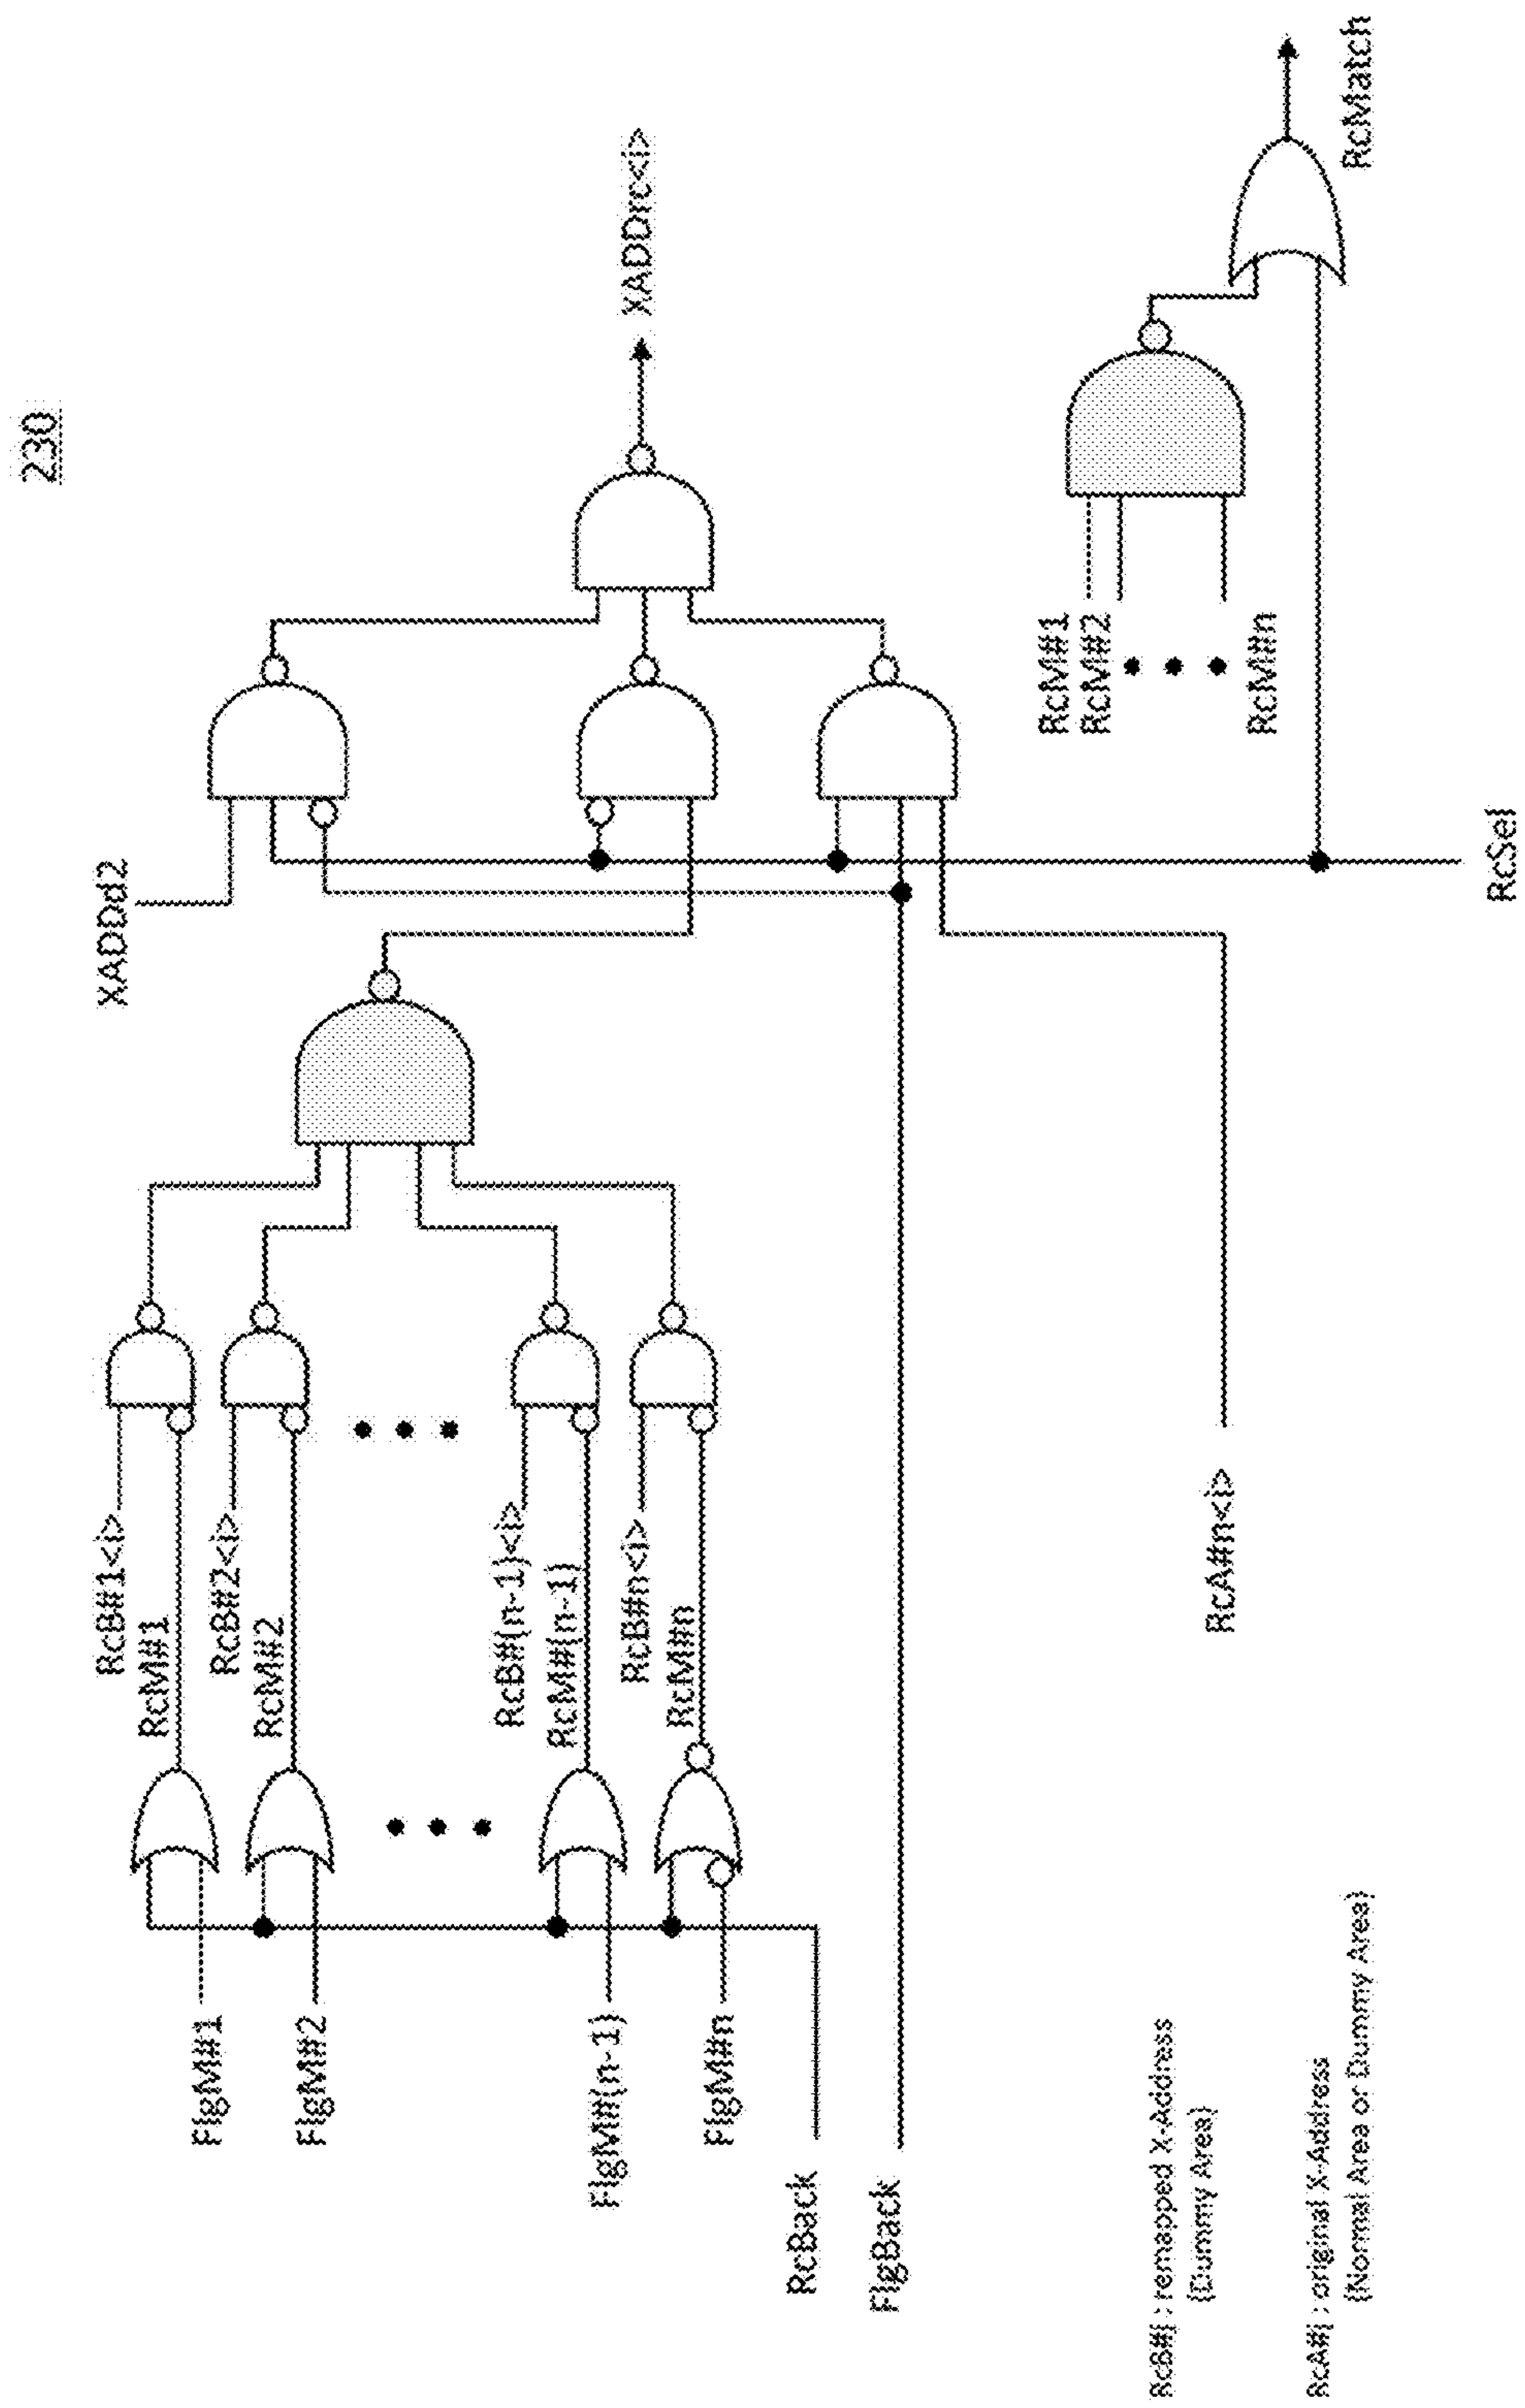 230
FlgM#1
FlgM#2
FlgM#(n-1)
FlgM#n
RcBack
FlgBack
RcB#1<i>
RcM#1
RcB#2<i>
RcM#2
RcB#(n-1)<i>
RcM#(n-1)
RcB#n<i>
RcM#n
RcA#n<i>
XADDd2
XADDrc<i>
RcM#1
RcM#2
RcM#n
RcSel
RcMatch
RcB#j : remapped X-Address
(Dummy Area)
RcA#j : original X-Address
(Normal Area or Dummy Area)